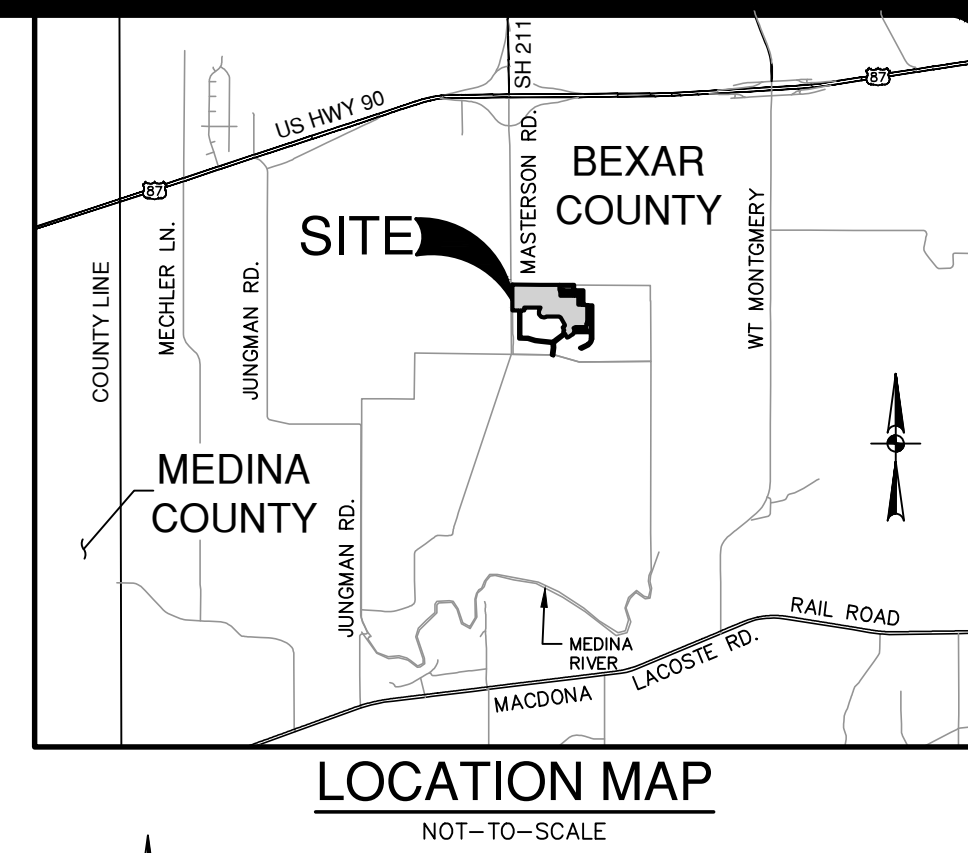 SH 211
87
US HWY 90
MASTERSON RD.
BEXAR
COUNTY
87
SITE
WT MONTGMERY
MECHLER LN.
JUNGMAN RD.
COUNTY LINE
MEDINA
COUNTY
JUNGMAN RD.
RAIL ROAD
MEDINA
RIVER
LACOSTE RD.
MACDONA
LOCATION MAP
NOT-TO-SCALE